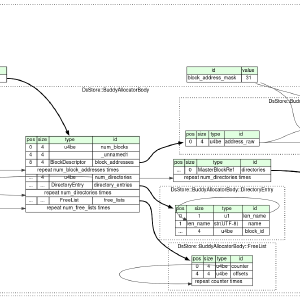 id value
block_address_mask 31
DsStore::BuddyAllocatorBody
DsStore::Budd
pos size type id
0 4 u4be num_blocks
4 4 _unnamed1
8 4 BlockDescriptor block_addresses
repeat num_block_addresses times
4 u4be num_directories
... ... DirectoryEntry directory_entries
repeat num_directories times
... ... FreeList free_lists
repeat num_free_lists times
pos size type id
0 4 u4be address_raw
pos size type id
0 ... MasterBlockRef directories
repeat num_directories times
DsStore::BuddyAllocatorBody::DirectoryEntry
pos size type id
0 1 u1 len_name
1 len_name str(UTF-8) name
... ... u4be block_id
DsStore::BuddyAllocatorBody::FreeList
pos size type id
0 4 u4be counter
4 4 u4be offsets
repeat counter times